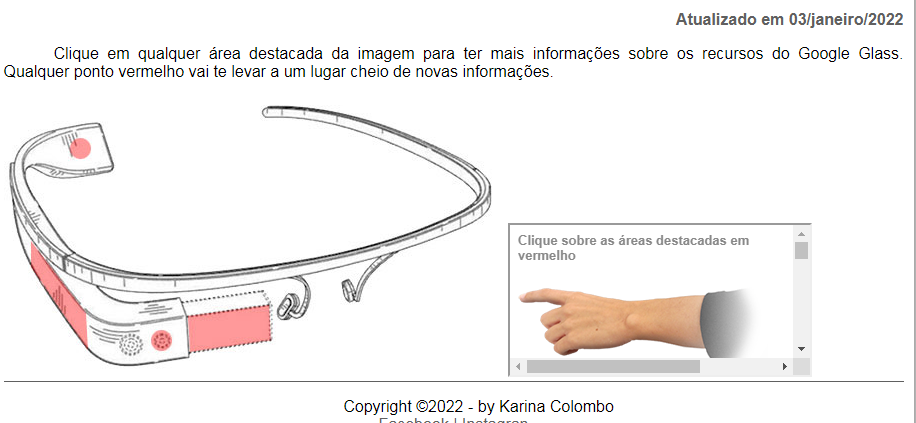 Atualizado em 03/janeiro/2022
Clique em qualquer área destacada da imagem para ter mais informações sobre os recursos do Google Glass.
Qualquer ponto vermelho vai te levar a um lugar cheio de novas informações.
Clique sobre as áreas destacadas em
vermelho
Copyright ©2022 - by Karina Colombo
Facebook | Instagran